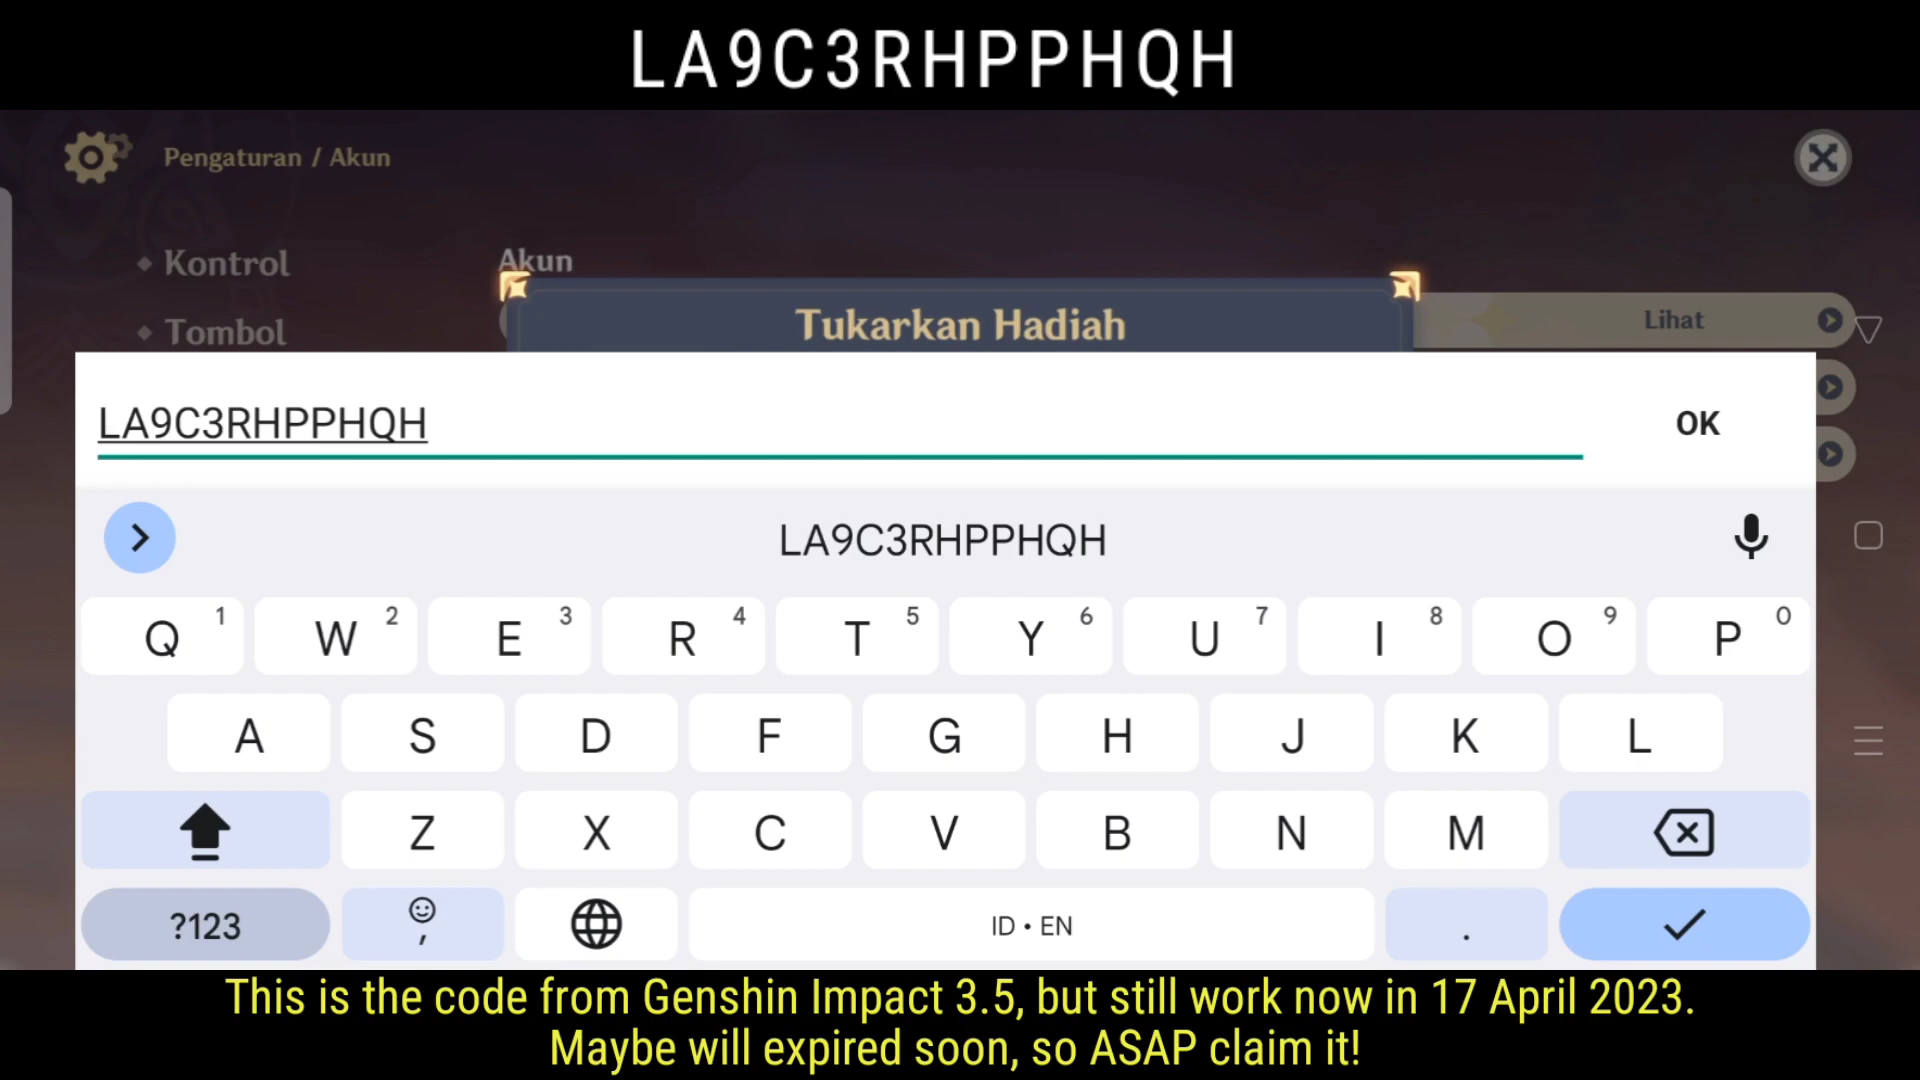 LA9C3RHPPHQH
Pengaturan / Akun
Kontrol
Akun
Tombol
Tukarkan Hadiah
Lihat
LA9C3RHPPHQH
OK
LA9C3RHPPHQH
Q 1 W 2 E 3 R 4 T 5 Y 6 U 7 I 8 O 9 P 0
A S D F G H J K L
Z X C V B N M
?123 , ID • EN .
This is the code from Genshin Impact 3.5, but still work now in 17 April 2023.
Maybe will expired soon, so ASAP claim it!